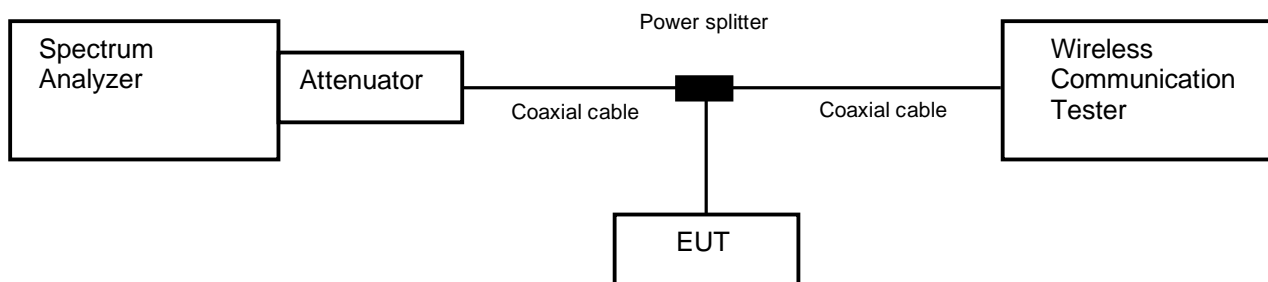 Power splitter
Spectrum
Analyzer
Attenuator
Coaxial cable
Coaxial cable
Wireless
Communication
Tester
EUT